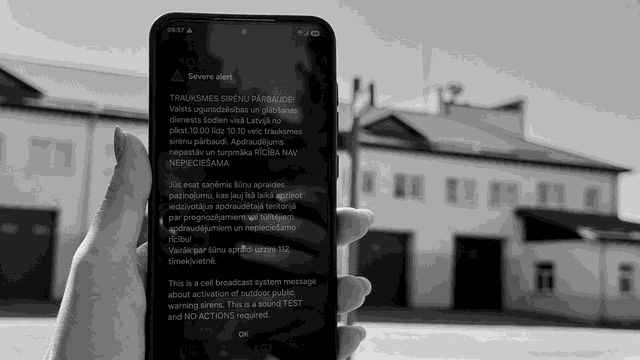 09:57
Severe alert
TRAUKSMES SIRĒNU PĀRBAUDE!
Valsts ugunsdzēsības un glābšanas
dienests šodien visā Latvijā no
plkst.10.00 līdz 10.10 veic trauksmes
sirēnu pārbaudi. Apdraudējums
nepastāv un turpmāka RĪCĪBA NAV
NEPIECIEŠAMA.
Jūs esat saņēmis šūnu apraides
paziņojumu, kas ļauj īsā laikā apziņot
iedzīvotājus apdraudētajā teritorijā
par prognozējamiem vai tūlītējiem
apdraudējumiem un nepieciešamo
rīcību!
Vairāk par šūnu apraidi uzzini 112
tīmekļvietnē.
This is a cell broadcast system message
about activation of outdoor public
warning sirens. This is a sound TEST
and NO ACTIONS required.
OK